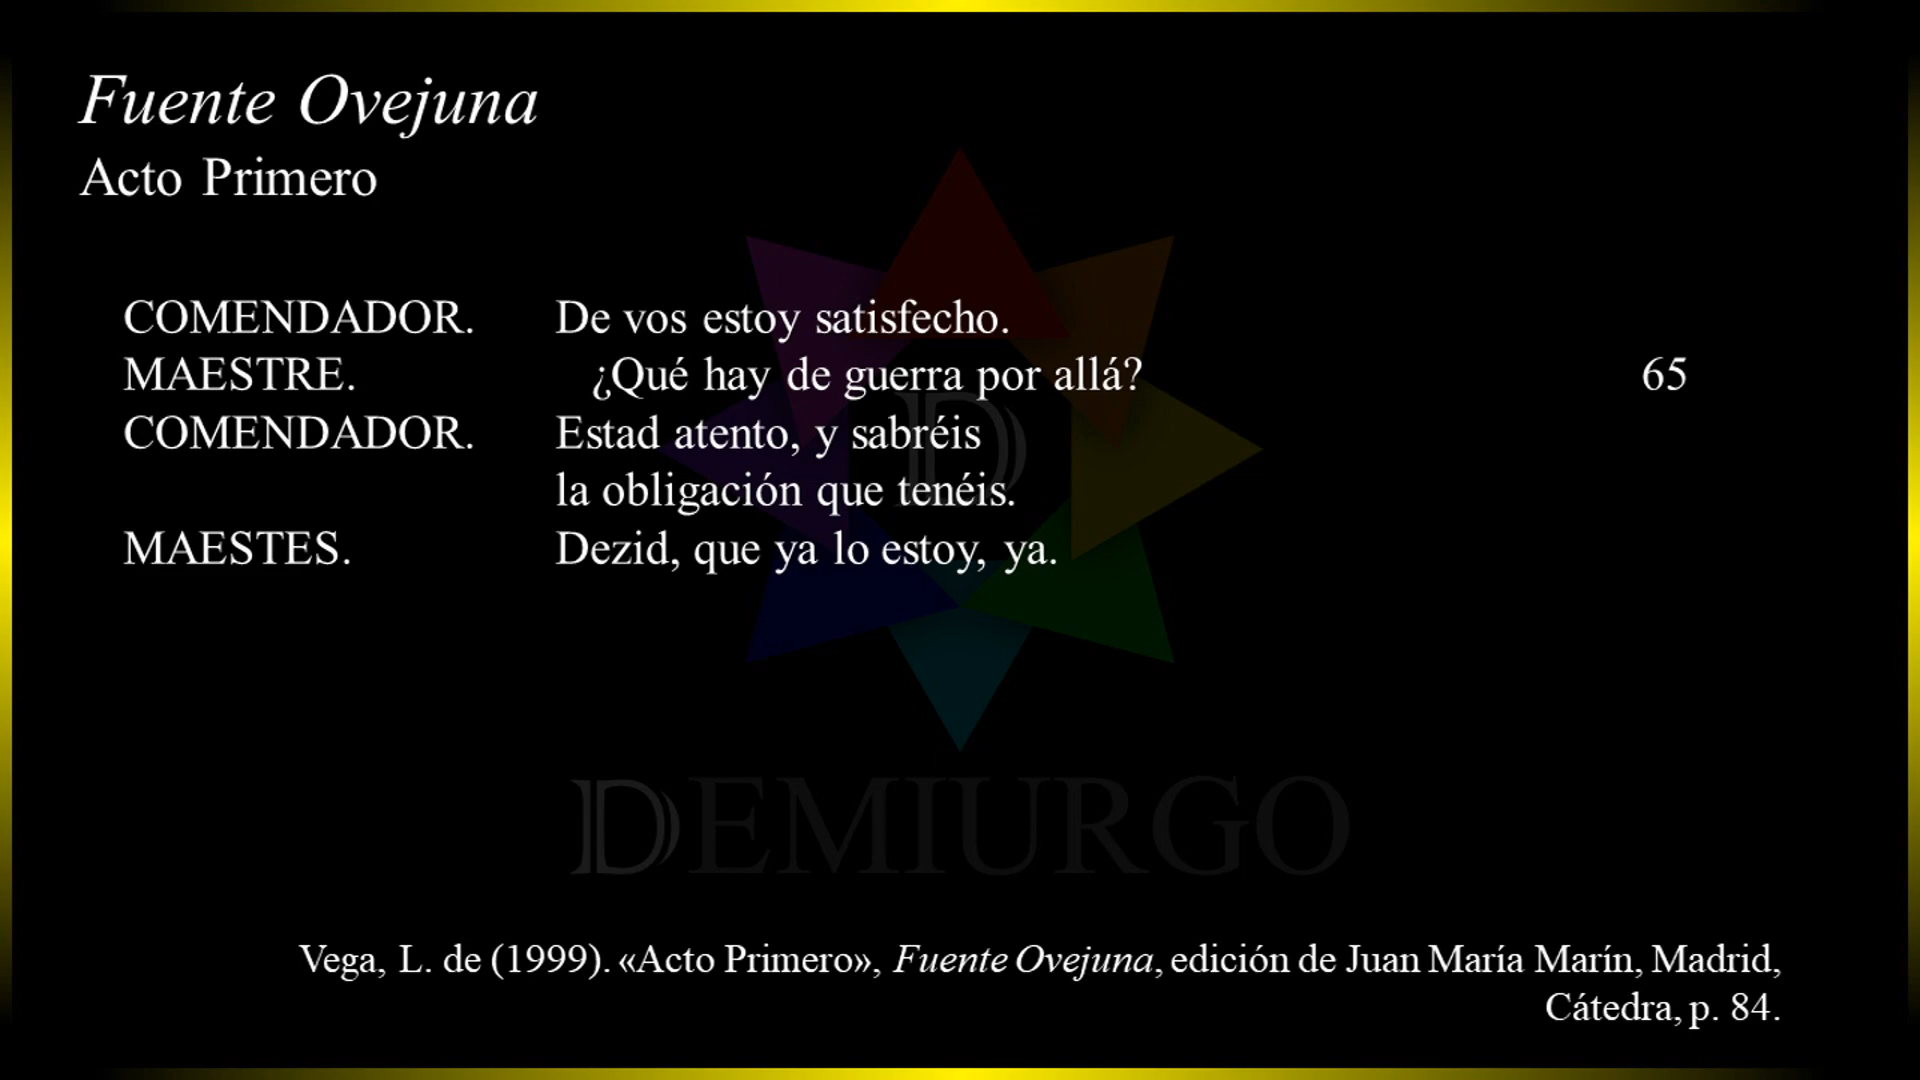 Fuente Ovejuna
Acto Primero
COMENDADOR. De vos estoy satisfecho.
MAESTRE. ¿Qué hay de guerra por allá? 65
COMENDADOR. Estad atento, y sabréis
la obligación que tenéis.
MAESTES. Dezid, que ya lo estoy, ya.
D
DEMIURGO
Vega, L. de (1999). «Acto Primero», Fuente Ovejuna, edición de Juan María Marín, Madrid,
Cátedra, p. 84.